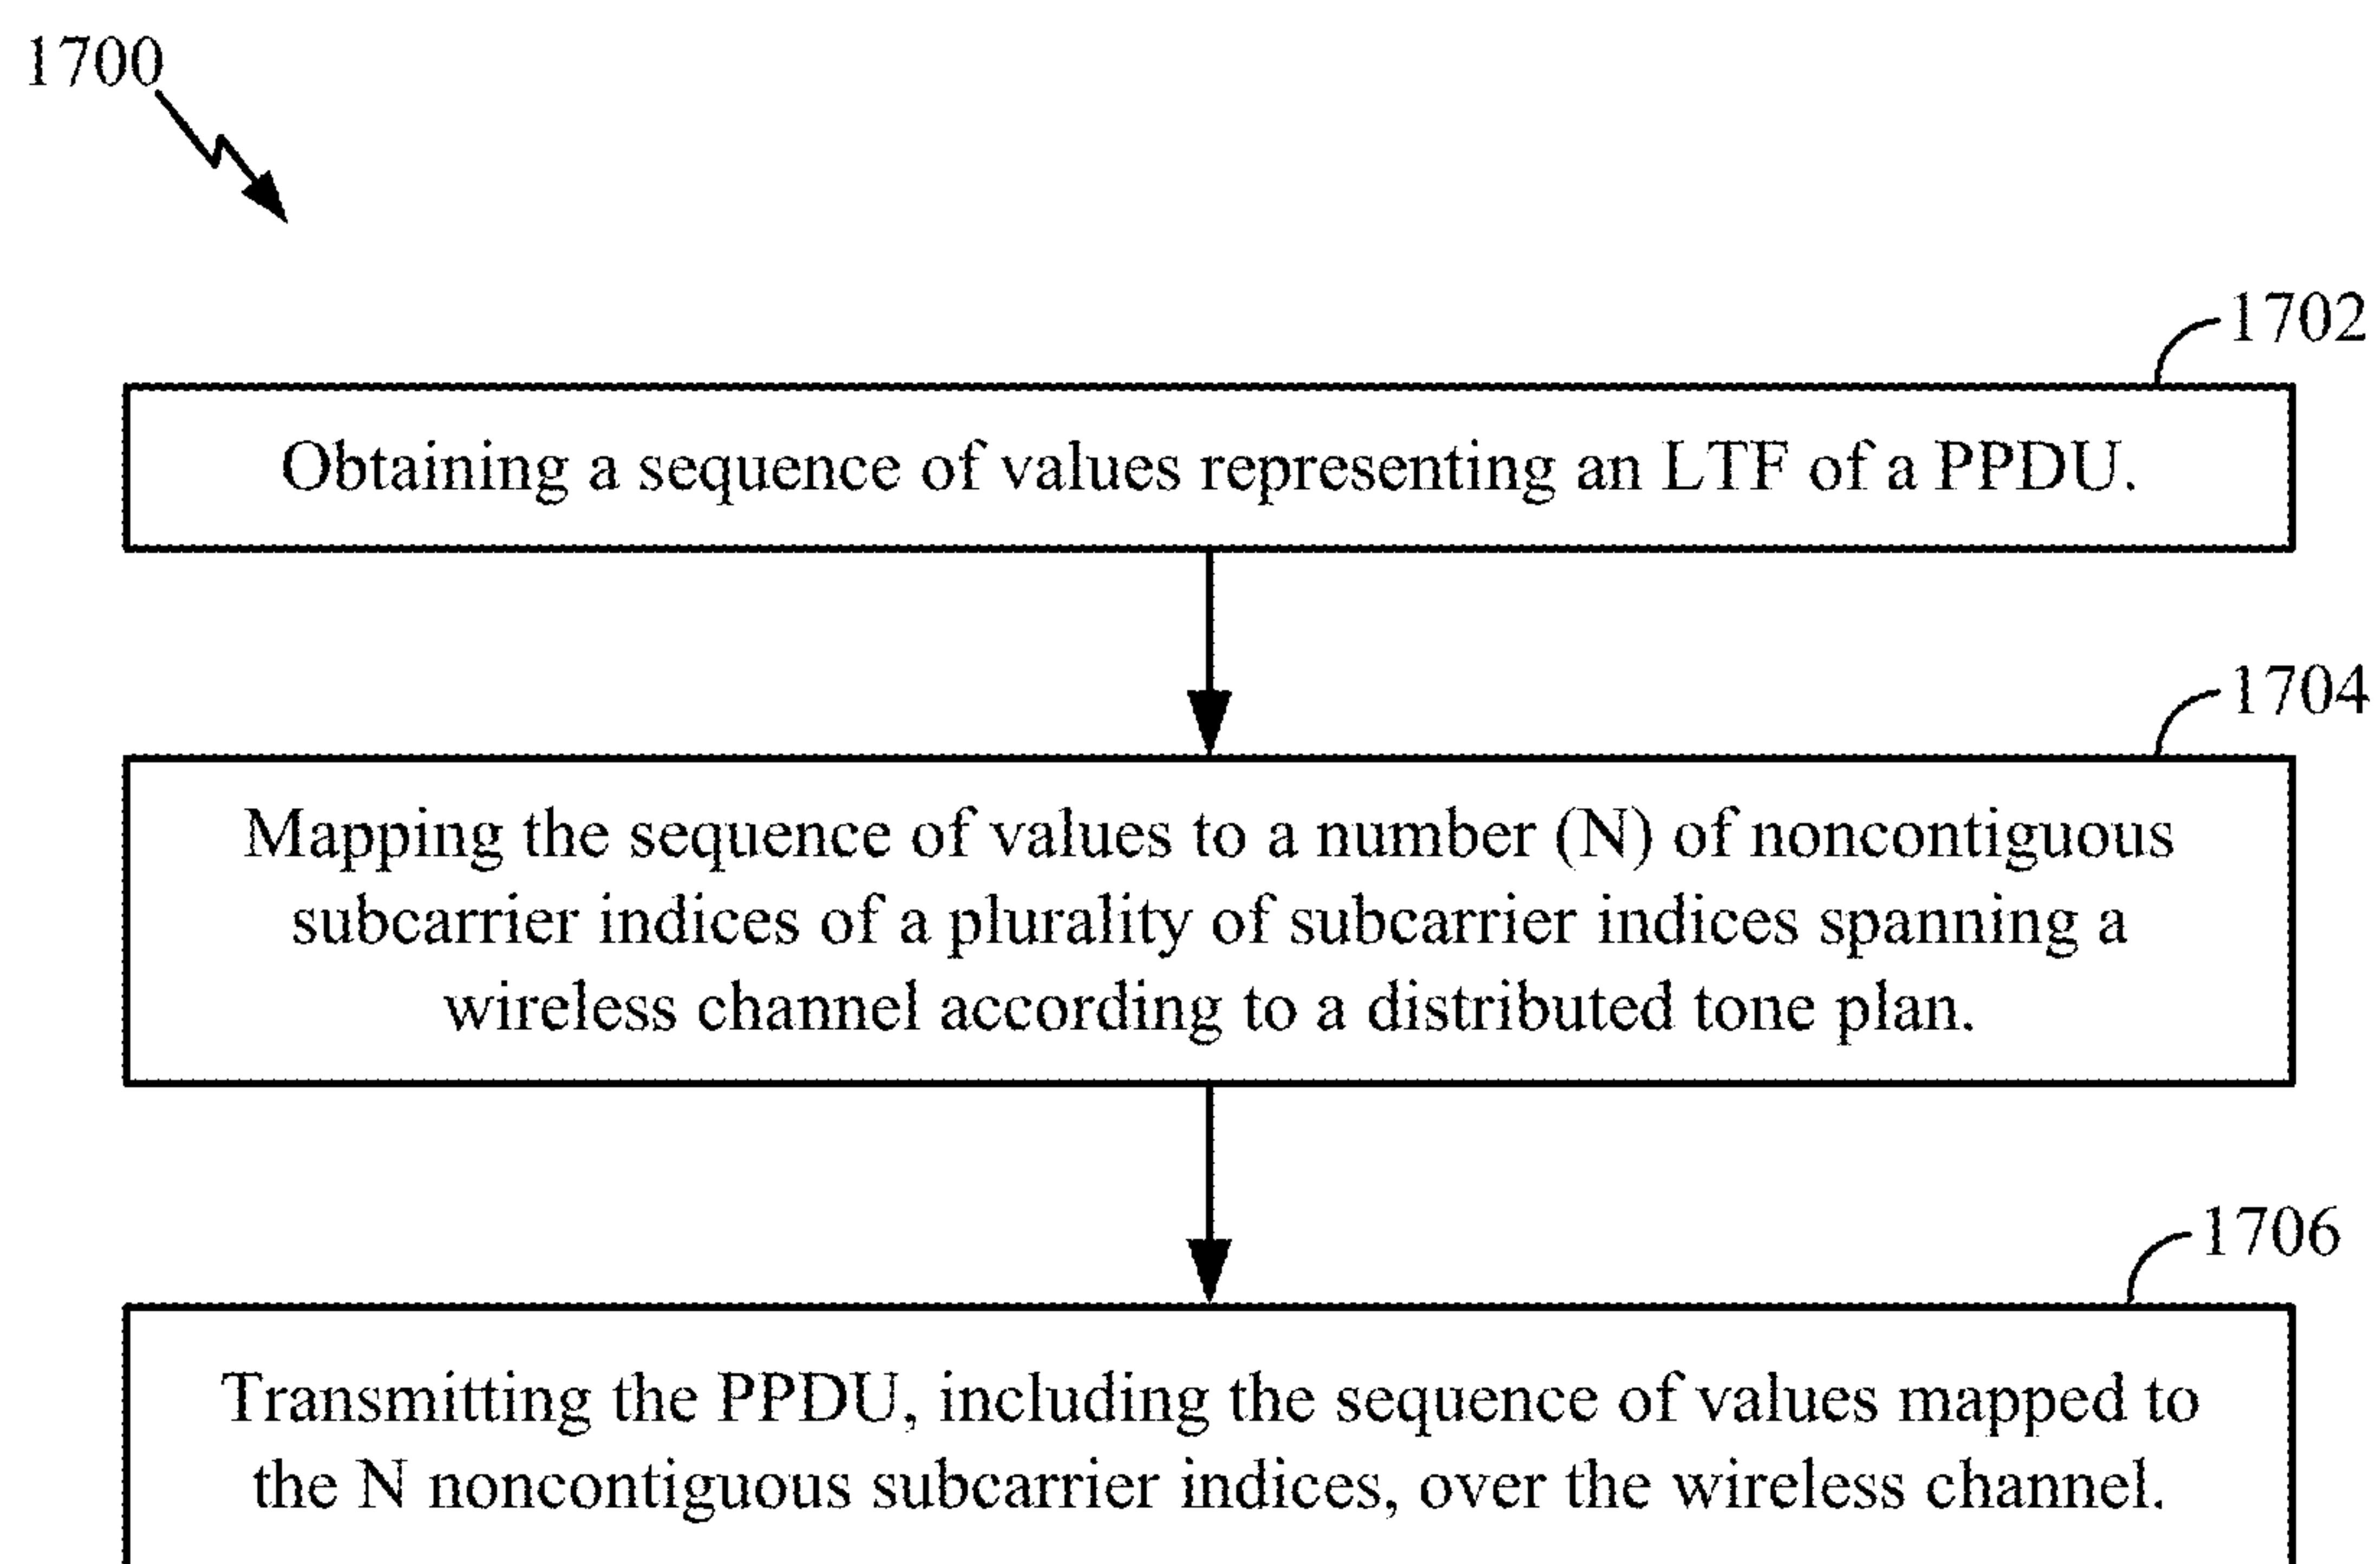 1700
1702
Obtaining a sequence of values representing an LTF of a PPDU.
1704
Mapping the sequence of values to a number (N) of noncontiguous
subcarrier indices of a plurality of subcarrier indices spanning a
wireless channel according to a distributed tone plan.
1706
Transmitting the PPDU, including the sequence of values mapped to
the N noncontiguous subcarrier indices, over the wireless channel.